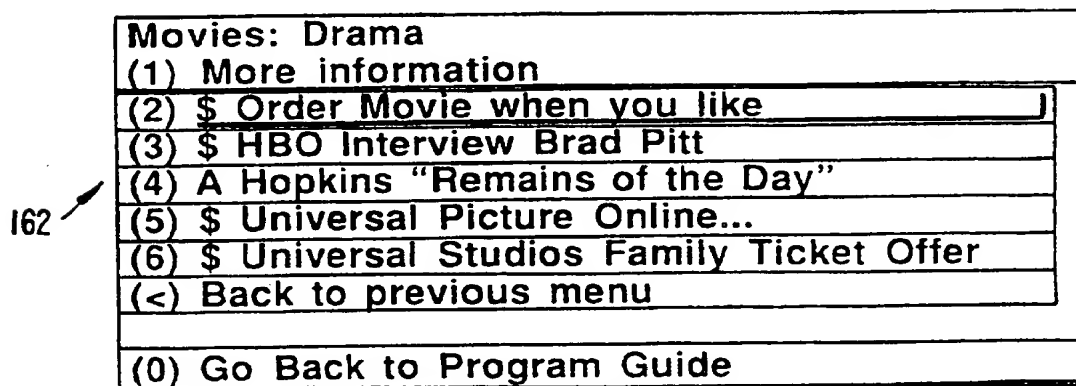 Movies: Drama
(1) More information
(2) $ Order Movie when you like
(3) $ HBO Interview Brad Pitt
(4) A Hopkins “Remains of the Day”
(5) $ Universal Picture Online...
(6) $ Universal Studios Family Ticket Offer
(<) Back to previous menu
(0) Go Back to Program Guide
162